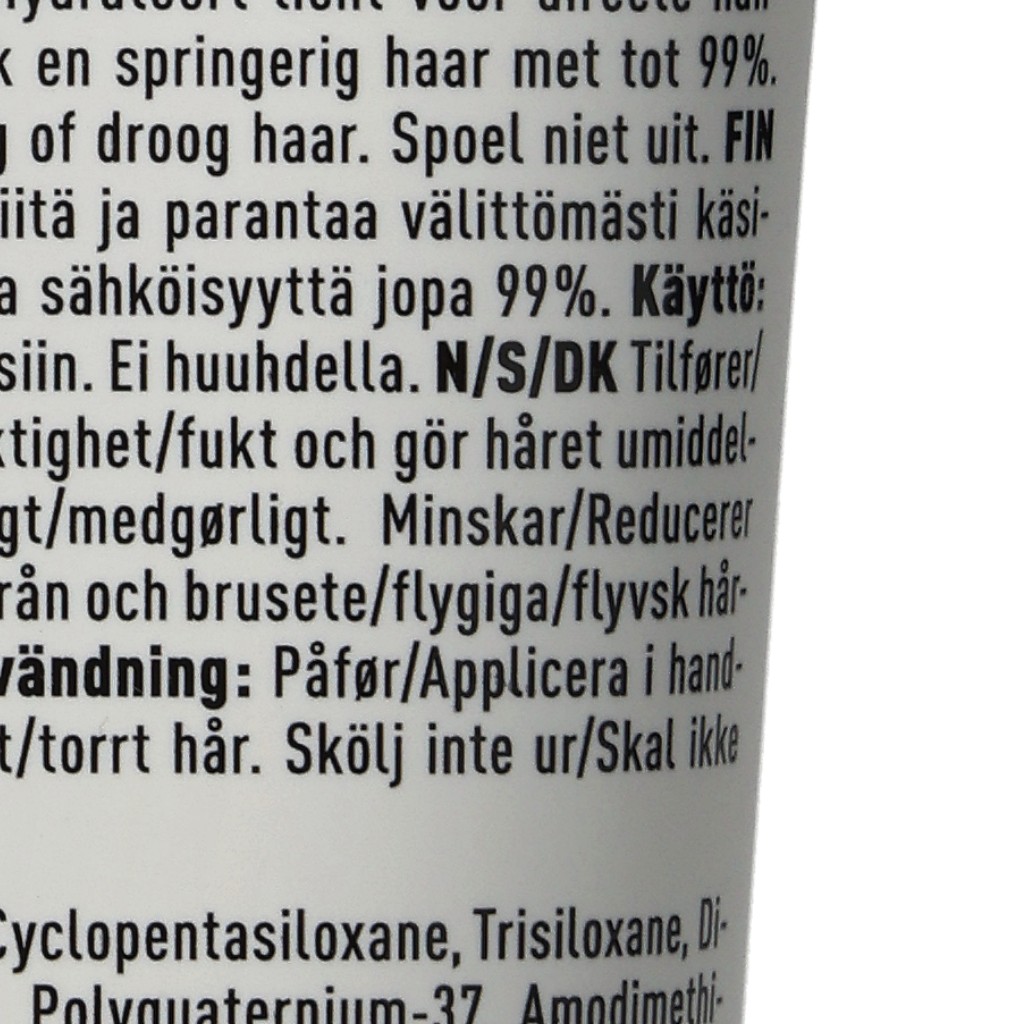 voor directe
en springerig haar met tot 99%.
of droog haar. Spoel niet uit. FIN
iitä ja parantaa välittömästi käsi-
a sähköisyyttä jopa 99%. Käyttö:
siin. Ei huuhdella. N/S/DK Tilfører/
ktighet/fukt och gör håret umiddel-
gt/medgørligt. Minskar/Reducerer
rån och brusete/flygiga/flyvsk hår-
vändning: Påfør/Applicera i hand-
t/torrt hår. Skölj inte ur/Skal ikke
Cyclopentasiloxane, Trisiloxane, Di-
Polyquaternium-37, Amodimethi-